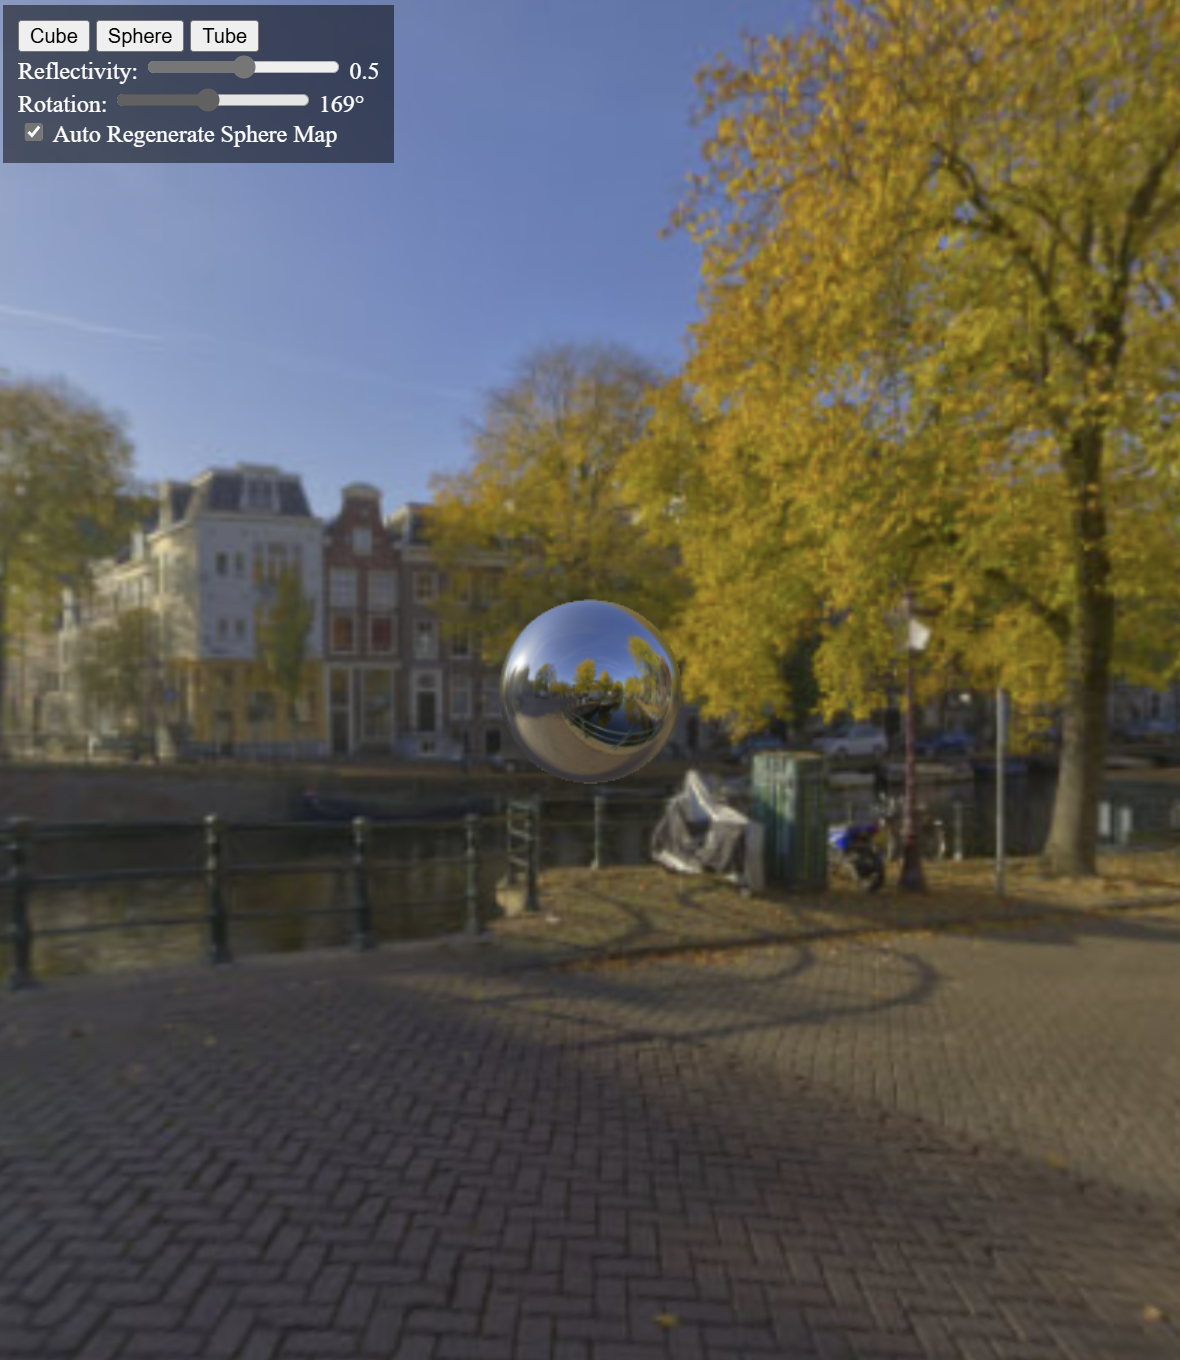 Cube Sphere Tube
Reflectivity: 0.5
Rotation: 169°
Auto Regenerate Sphere Map